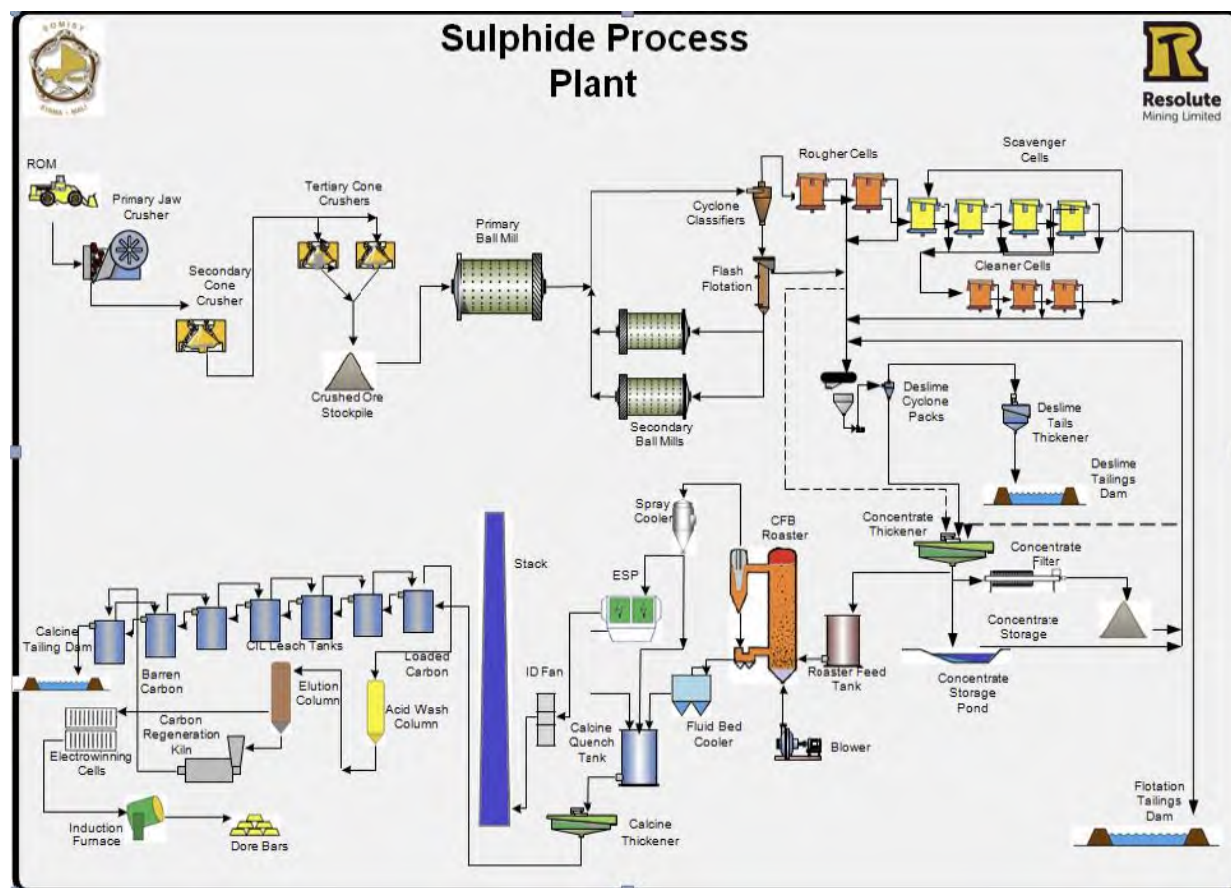 Sulphide Process
Plant
SOMISY
SYAMA - MALI
Resolute
Mining Limited
ROM
Primary Jaw
Crusher
Secondary
Cone
Crusher
Tertiary Cone
Crushers
Crushed Ore
Stockpile
Primary
Ball Mill
Secondary
Ball Mills
Cyclone
Classifiers
Flash
Flotation
Rougher Cells
Scavenger
Cells
Cleaner Cells
Deslime
Cyclone
Packs
Deslime
Tails
Thickener
Deslime
Tailings
Dam
Concentrate
Thickener
Concentrate
Filter
Concentrate
Storage
Concentrate
Storage
Pond
Flotation
Tailings
Dam
Roaster Feed
Tank
CFB
Roaster
Blower
Fluid Bed
Cooler
Spray
Cooler
ESP
ID Fan
Stack
Calcine
Quench
Tank
Calcine
Thickener
CIL Leach Tanks
Calcine
Tailing Dam
Barren
Carbon
Loaded
Carbon
Acid Wash
Column
Elution
Column
Carbon
Regeneration
Kiln
Electrowinning
Cells
Induction
Furnace
Dore Bars